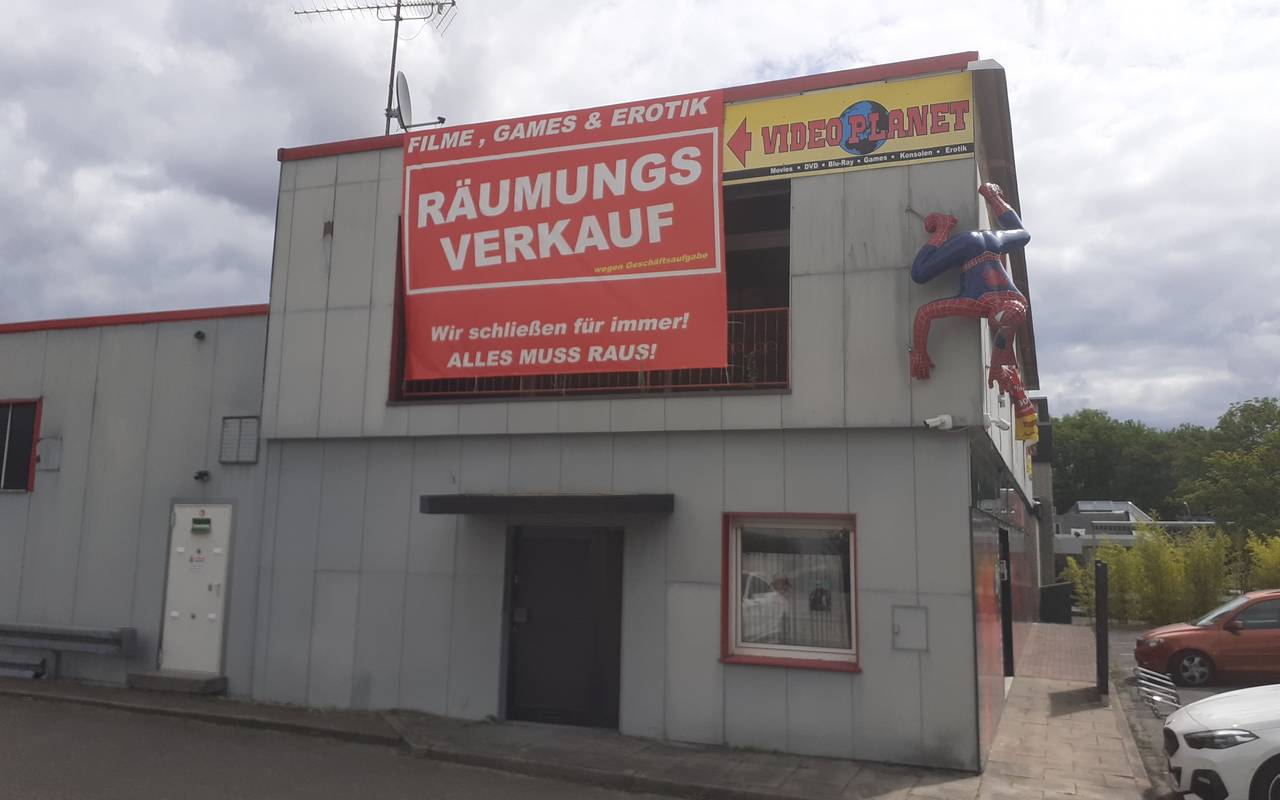 FILME , GAMES & EROTIK
RÄUMUNGS
VERKAUF
wegen Geschäftsaufgabe
Wir schließen für immer!
ALLES MUSS RAUS!
VIDEO PLANET
Movies • DVD • Blu-Ray • Games • Konsolen • Erotik